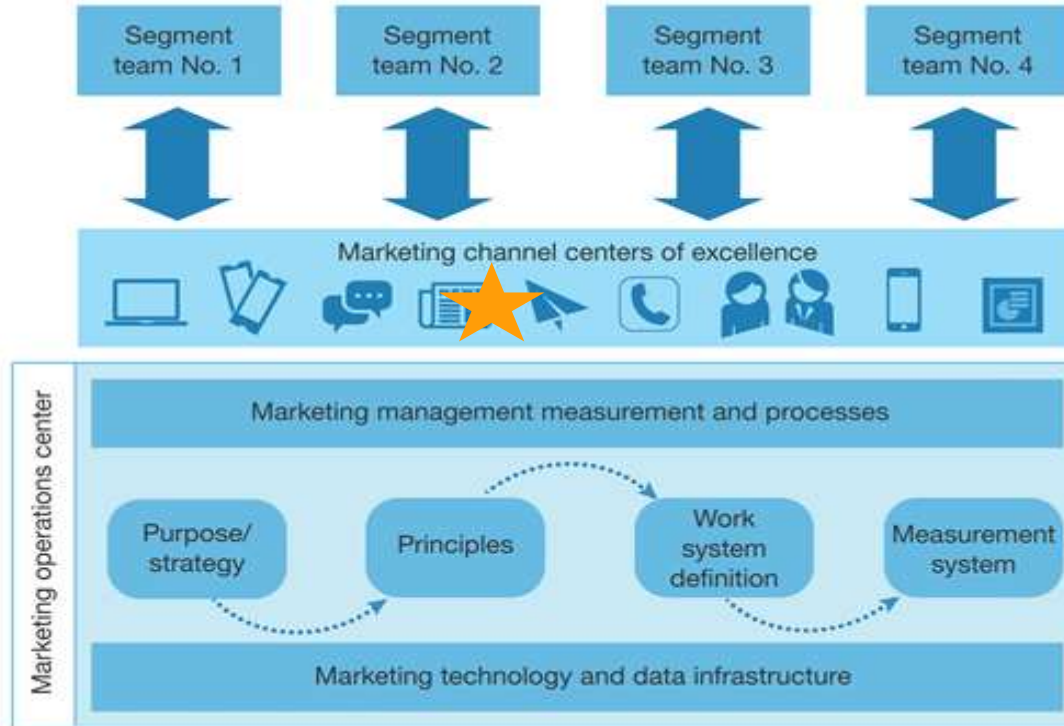 Segment
team No. 1
Segment
team No. 2
Segment
team No. 3
Segment
team No. 4
Marketing channel centers of excellence
Marketing operations center
Marketing management measurement and processes
Purpose/
strategy
Principles
Work
system
definition
Measurement
system
Marketing technology and data infrastructure